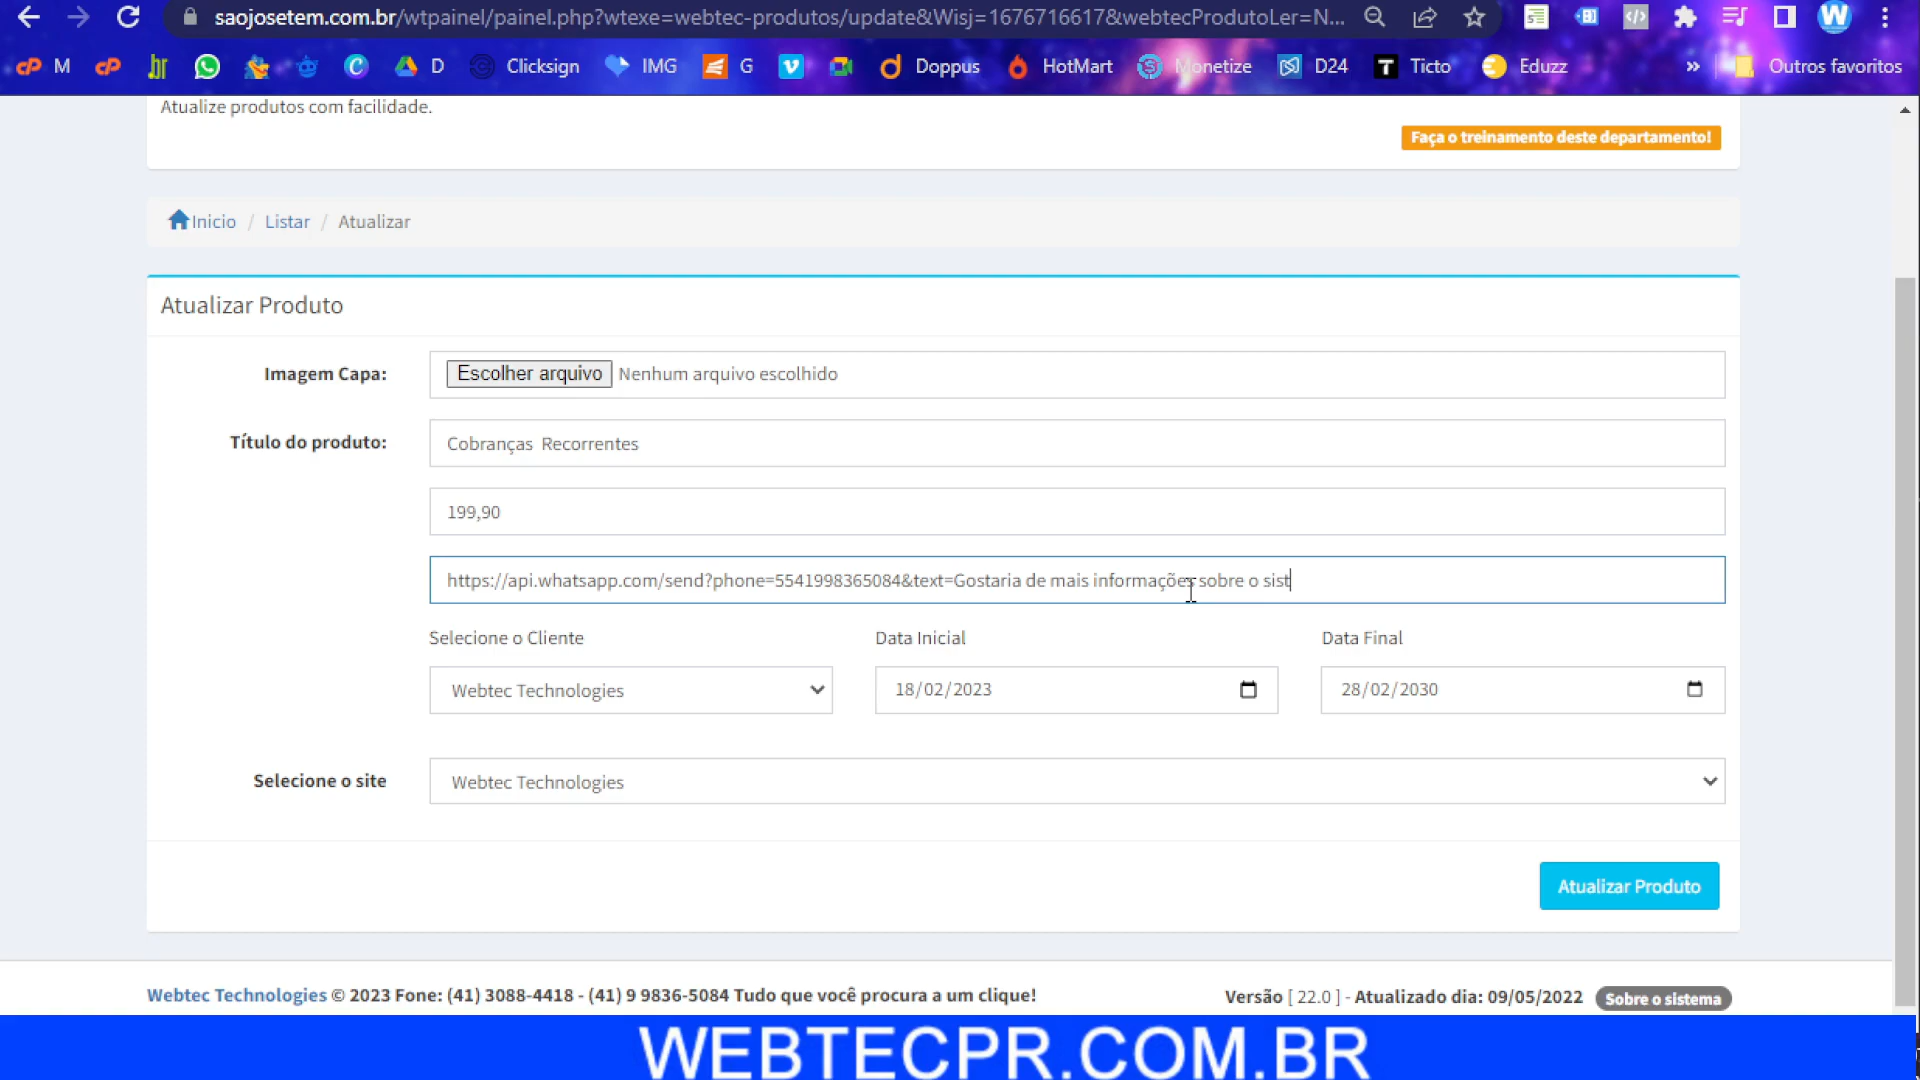 saojosetem.com.br/wtpainel/painel.php?wtexe=webtec-produtos/update&Wisj=1676716617&webtecProdutoLer=N...
M
D
Clicksign
IMG
G
Doppus
HotMart
Monetize
D24
Ticto
Eduzz
»
Outros favoritos
Atualize produtos com facilidade.
Faça o treinamento deste departamento!
Inicio / Listar / Atualizar
Atualizar Produto
Imagem Capa: Escolher arquivo Nenhum arquivo escolhido
Título do produto: Cobranças Recorrentes
199,90
https://api.whatsapp.com/send?phone=5541998365084&text=Gostaria de mais informações sobre o sist
Selecione o Cliente Data Inicial Data Final
Webtec Technologies 18/02/2023 28/02/2030
Selecione o site Webtec Technologies
Atualizar Produto
Webtec Technologies © 2023 Fone: (41) 3088-4418 - (41) 9 9836-5084 Tudo que você procura a um clique! Versão [ 22.0 ] - Atualizado dia: 09/05/2022 Sobre o sistema
WEBTECPR.COM.BR